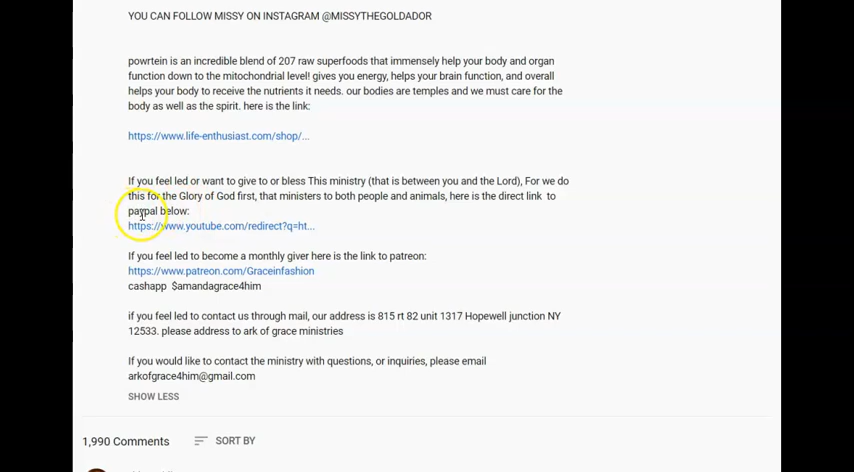 YOU CAN FOLLOW MISSY ON INSTAGRAM @MISSYTHEGOLDADOR
powrtein is an incredible blend of 207 raw superfoods that immensely help your body and organ
function down to the mitochondrial level! gives you energy, helps your brain function, and overall
helps your body to receive the nutrients it needs. our bodies are temples and we must care for the
body as well as the spirit. here is the link:
https://www.life-enthusiast.com/shop/...
If you feel led or want to give to or bless This ministry (that is between you and the Lord), For we do
this for the Glory of God first, that ministers to both people and animals, here is the direct link to
paypal below:
https://www.youtube.com/redirect?q=ht...
If you feel led to become a monthly giver here is the link to patreon:
https://www.patreon.com/Graceinfashion
cashapp $amandagrace4him
if you feel led to contact us through mail, our address is 815 rt 82 unit 1317 Hopewell junction NY
12533. please address to ark of grace ministries
If you would like to contact the ministry with questions, or inquiries, please email
arkofgrace4him@gmail.com
SHOW LESS
1,990 Comments SORT BY